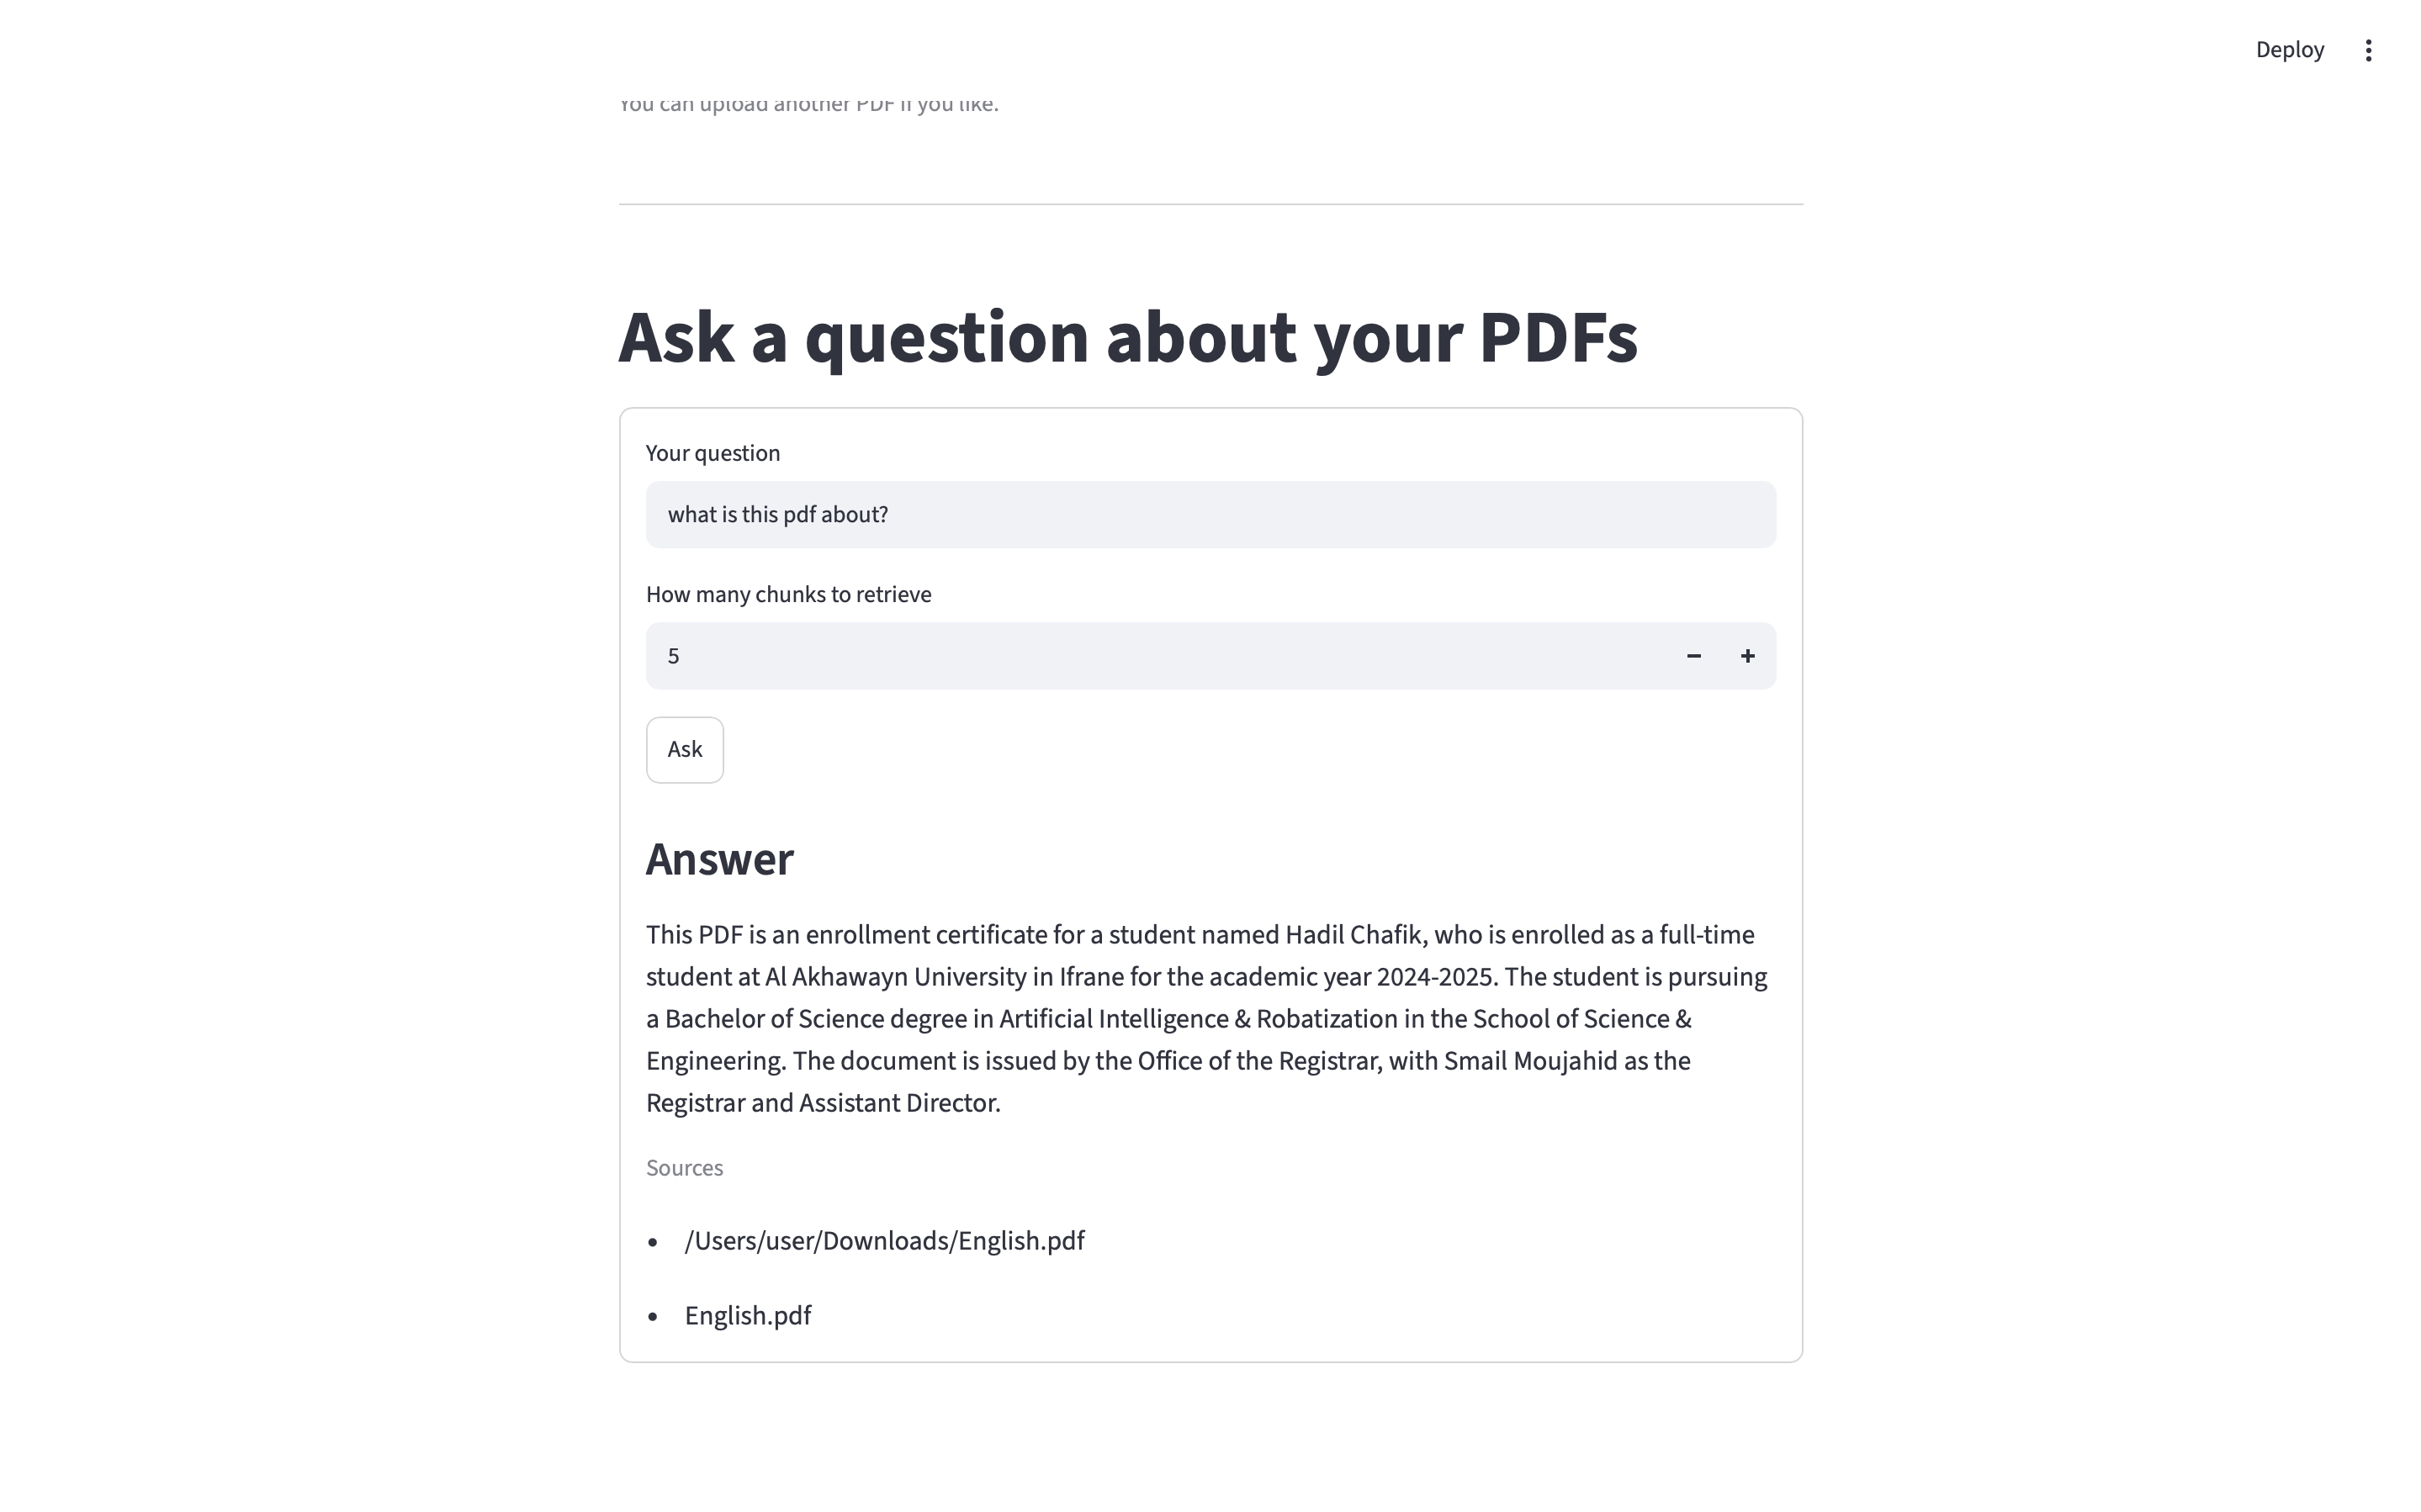 Deploy
You can upload another PDF if you like.
Ask a question about your PDFs
Your question
what is this pdf about?
How many chunks to retrieve
5
Ask
Answer
This PDF is an enrollment certificate for a student named Hadil Chafik, who is enrolled as a full-time
student at Al Akhawayn University in Ifrane for the academic year 2024-2025. The student is pursuing
a Bachelor of Science degree in Artificial Intelligence & Robatization in the School of Science &
Engineering. The document is issued by the Office of the Registrar, with Smail Moujahid as the
Registrar and Assistant Director.
Sources
• /Users/user/Downloads/English.pdf
• English.pdf